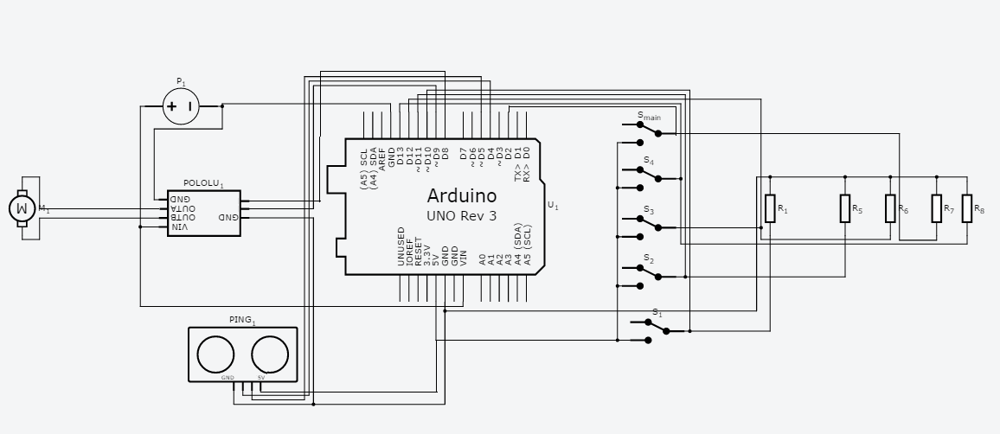 P1
Smain
(A5) SCL
(A4) SDA
AREF
GND
D13
D12
~D11
~D10
~D9
D8
D7
~D6
~D5
D4
~D3
D2
TX> D1
RX> D0
S4
POLOLU1
GND
OUTA
OUTB
VIN
GND
Arduino
UNO Rev 3
U1
M
M1
S3
R1
R5
R6
R7
R8
UNUSED
IOREF
RESET
3.3V
5V
GND
GND
VIN
A0
A1
A2
A3
A4 (SDA)
A5 (SCL)
S2
S1
PING1
GND
5V